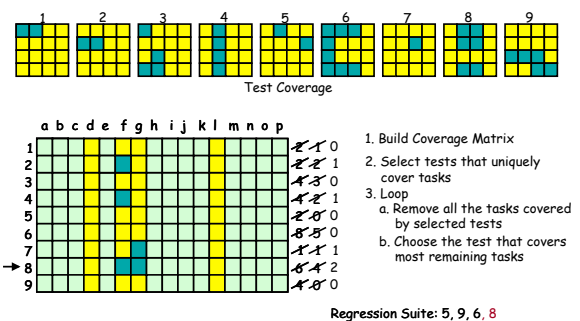 1 2 3 4 5 6 7 8 9
Test Coverage
a b c d e f g h i j k l m n o p
1 2 1 0
2 2 2 1
3 4 3 0
4 4 2 1
5 2 0 0
6 8 5 0
7 1 1 1
8 6 4 2
9 4 0 0
1. Build Coverage Matrix
2. Select tests that uniquely
cover tasks
3. Loop
a. Remove all the tasks covered
by selected tests
b. Choose the test that covers
most remaining tasks
Regression Suite: 5, 9, 6, 8